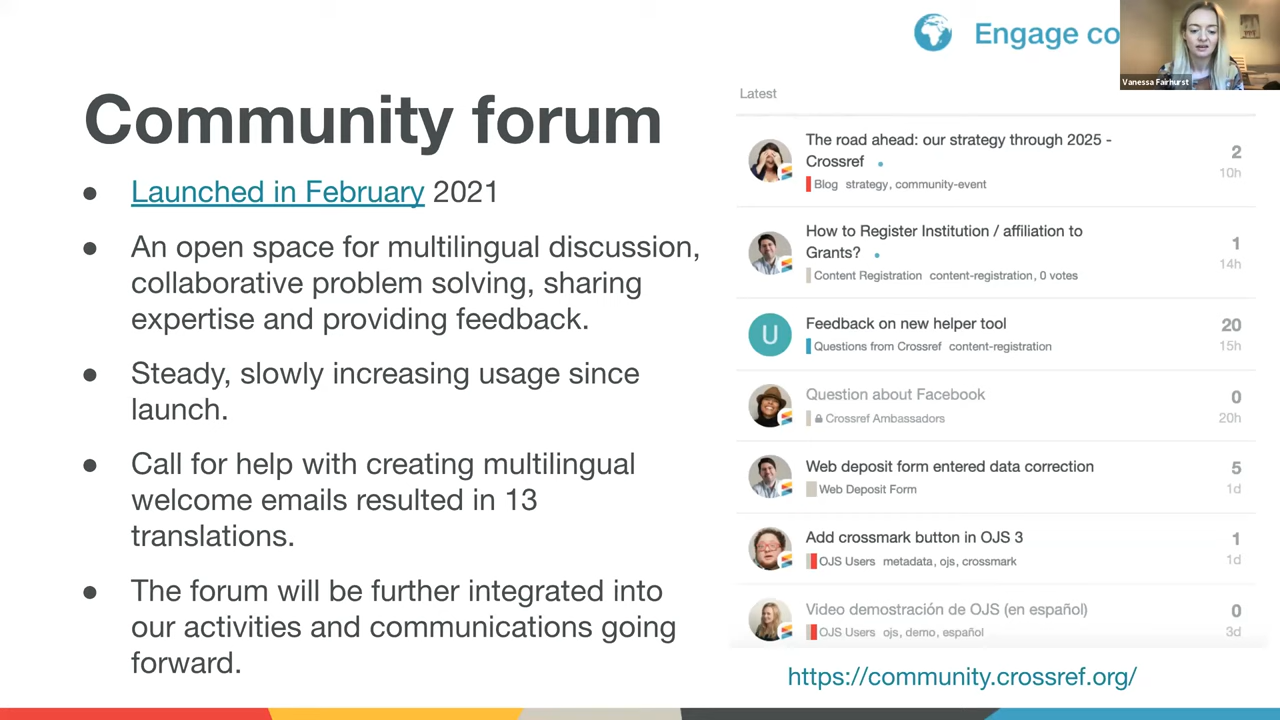 Engage co
Vanessa Fairhurst
Community forum
● Launched in February 2021
● An open space for multilingual discussion,
collaborative problem solving, sharing
expertise and providing feedback.
● Steady, slowly increasing usage since
launch.
● Call for help with creating multilingual
welcome emails resulted in 13
translations.
● The forum will be further integrated into
our activities and communications going
forward.
Latest
The road ahead: our strategy through 2025 -
Crossref
Blog strategy, community-event
2
10h
How to Register Institution / affiliation to
Grants?
Content Registration content-registration, 0 votes
1
14h
U
Feedback on new helper tool
Questions from Crossref content-registration
20
15h
Question about Facebook
Crossref Ambassadors
0
20h
Web deposit form entered data correction
Web Deposit Form
5
1d
Add crossmark button in OJS 3
OJS Users metadata, ojs, crossmark
1
1d
Video demostración de OJS (en español)
OJS Users ojs, demo, español
0
3d
https://community.crossref.org/